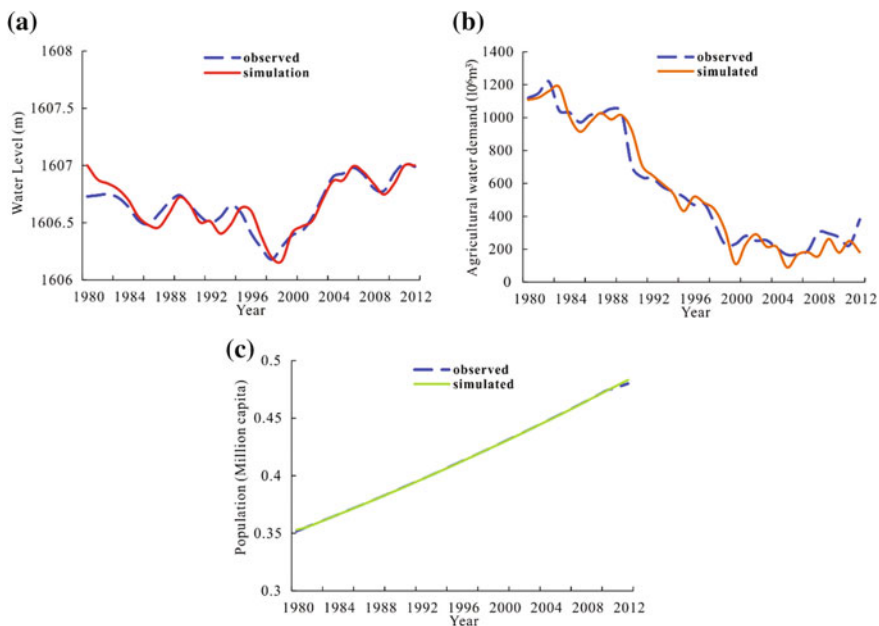 (a)
1608
1607.5
1607
1606.5
1606
Water Level (m)
observed
simulation
1980 1984 1988 1992 1996 2000 2004 2008 2012
Year
(b)
1400
1200
1000
800
600
400
200
0
Agricultural water demand (10⁶m³)
observed
simulated
1980 1984 1988 1992 1996 2000 2004 2008 2012
Year
(c)
0.5
0.45
0.4
0.35
0.3
Population (Million capita)
observed
simulated
1980 1984 1988 1992 1996 2000 2004 2008 2012
Year